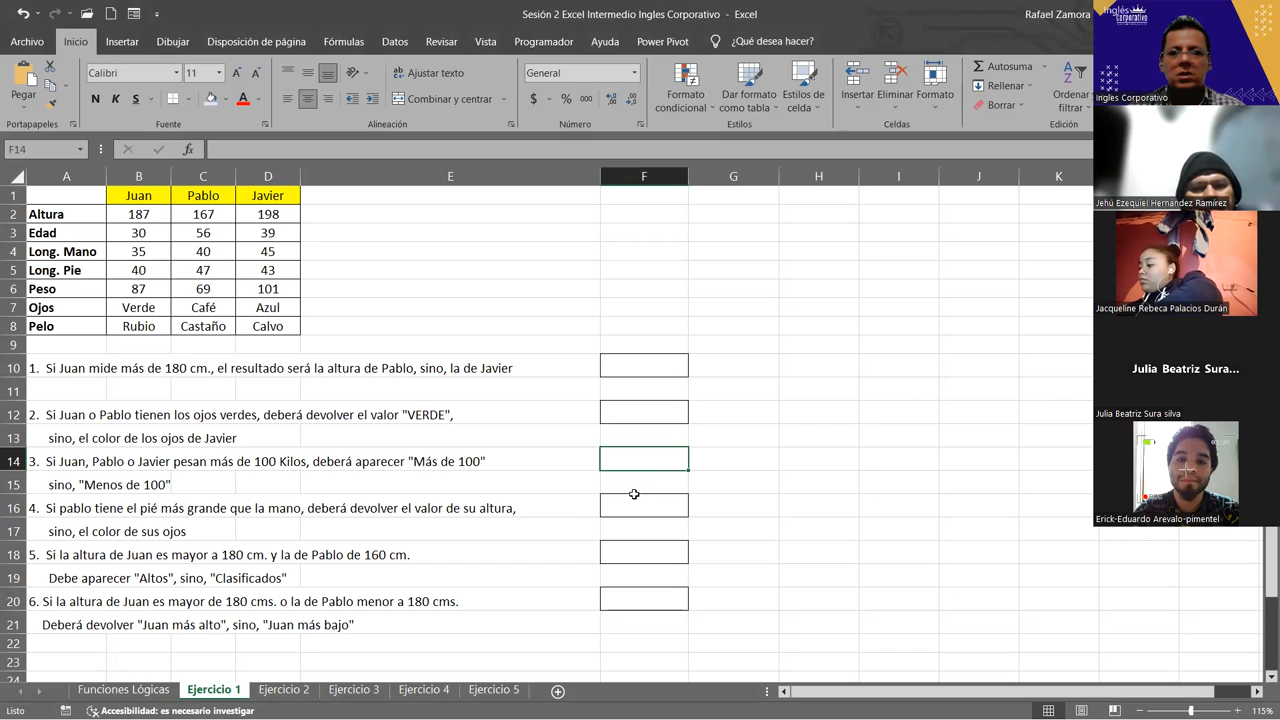 Sesión 2 Excel Intermedio Ingles Corporativo - Excel
Rafael Zamora
Archivo Inicio Insertar Dibujar Disposición de página Fórmulas Datos Revisar Vista Programador Ayuda Power Pivot ¿Qué desea hacer?
Pegar
Calibri 11
N K S
Ajustar texto
Combinar y centrar
General
$ % 000
Formato condicional
Dar formato como tabla
Estilos de celda
Insertar Eliminar Formato
Autosuma
Rellenar
Borrar
Ordenar filtrar
Portapapeles Fuente Alineación Número Estilos Celdas Edición
F14 fx
A B C D E F G H I J K
1 Juan Pablo Javier
2 Altura 187 167 198
3 Edad 30 56 39
4 Long. Mano 35 40 45
5 Long. Pie 40 47 43
6 Peso 87 69 101
7 Ojos Verde Café Azul
8 Pelo Rubio Castaño Calvo
9
10 1. Si Juan mide más de 180 cm., el resultado será la altura de Pablo, sino, la de Javier
11
12 2. Si Juan o Pablo tienen los ojos verdes, deberá devolver el valor "VERDE",
13 sino, el color de los ojos de Javier
14 3. Si Juan, Pablo o Javier pesan más de 100 Kilos, deberá aparecer "Más de 100"
15 sino, "Menos de 100"
16 4. Si pablo tiene el pié más grande que la mano, deberá devolver el valor de su altura,
17 sino, el color de sus ojos
18 5. Si la altura de Juan es mayor a 180 cm. y la de Pablo de 160 cm.
19 Debe aparecer "Altos", sino, "Clasificados"
20 6. Si la altura de Juan es mayor de 180 cms. o la de Pablo menor a 180 cms.
21 Deberá devolver "Juan más alto", sino, "Juan más bajo"
22
23
24
Funciones Lógicas Ejercicio 1 Ejercicio 2 Ejercicio 3 Ejercicio 4 Ejercicio 5
Listo Accesibilidad: es necesario investigar 115%
Inglés
Corporativo
Ingles Corporativo
Jehú Ezequiel Hernández Ramírez
Jacqueline Rebeca Palacios Durán
Julia Beatriz Sura...
Julia Beatriz Sura silva
Erick-Eduardo Arevalo-pimentel